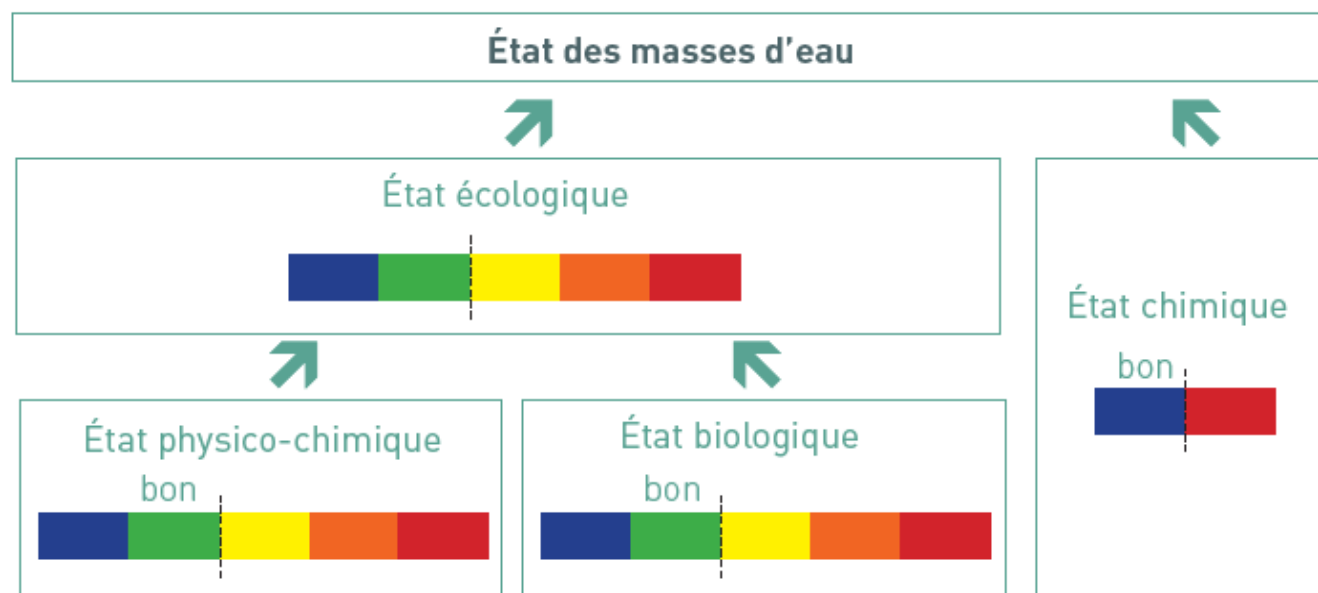 État des masses d'eau
État écologique
État chimique
bon
État physico-chimique
bon
État biologique
bon